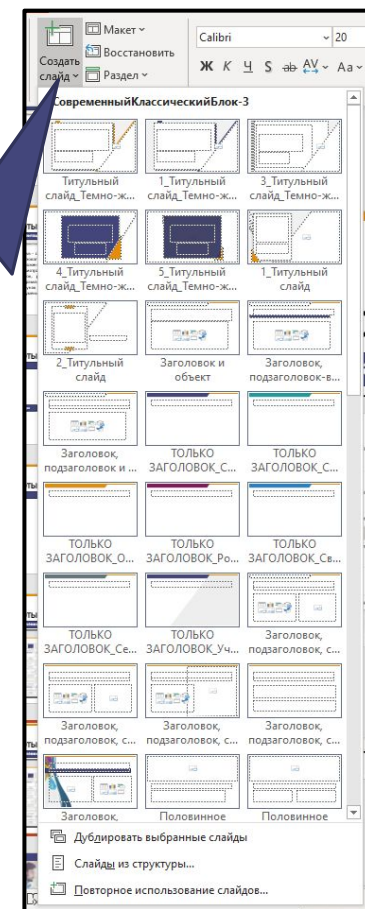 Макет
Восстановить
Создать
слайд
Раздел
Calibri
20
Ж К Ч S ab AV Aa
СовременныйКлассическийБлок-3
Титульный
слайд_Темно-ж...
1_Титульный
слайд_Темно-ж...
3_Титульный
слайд_Темно-ж...
4_Титульный
слайд_Темно-ж...
5_Титульный
слайд_Темно-ж...
1_Титульный
слайд
2_Титульный
слайд
Заголовок и
объект
Заголовок,
подзаголовок-в...
Заголовок,
подзаголовок и ...
ТОЛЬКО
ЗАГОЛОВОК_С...
ТОЛЬКО
ЗАГОЛОВОК_С...
ТОЛЬКО
ЗАГОЛОВОК_О...
ТОЛЬКО
ЗАГОЛОВОК_Ро...
ТОЛЬКО
ЗАГОЛОВОК_Св...
ТОЛЬКО
ЗАГОЛОВОК_Се...
ТОЛЬКО
ЗАГОЛОВОК_Уч...
Заголовок,
подзаголовок, с...
Заголовок,
подзаголовок, с...
Заголовок,
подзаголовок, с...
Заголовок,
подзаголовок, с...
Заголовок,
Половинное
Половинное
Дублировать выбранные слайды
Слайды из структуры...
Повторное использование слайдов...